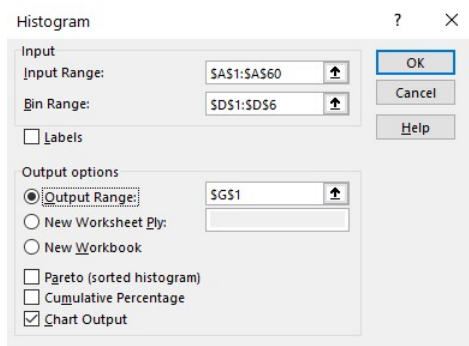 Histogram ? ×
Input
Input Range: $A$1:$A$60
OK
Bin Range: $D$1:$D$6
Cancel
Labels
Help
Output options
Output Range: $G$1
New Worksheet Ply:
New Workbook
Pareto (sorted histogram)
Cumulative Percentage
Chart Output